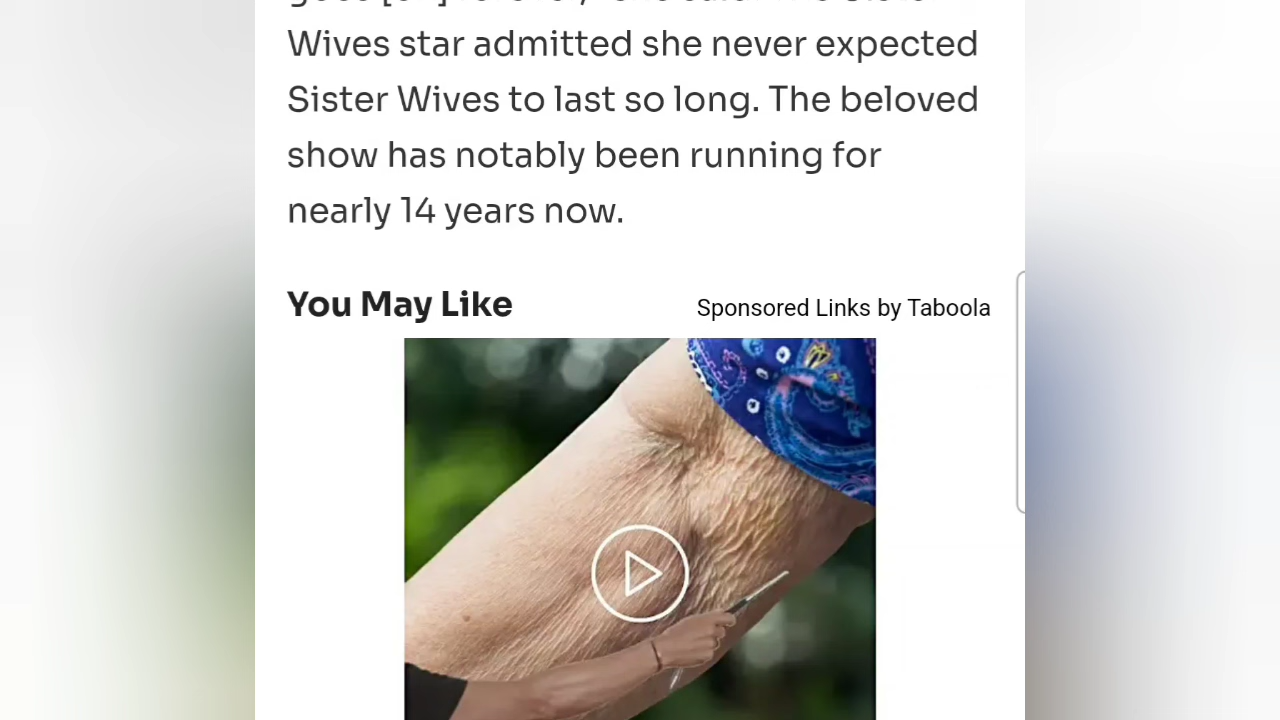 Wives star admitted she never expected
Sister Wives to last so long. The beloved
show has notably been running for
nearly 14 years now.
You May Like
Sponsored Links by Taboola